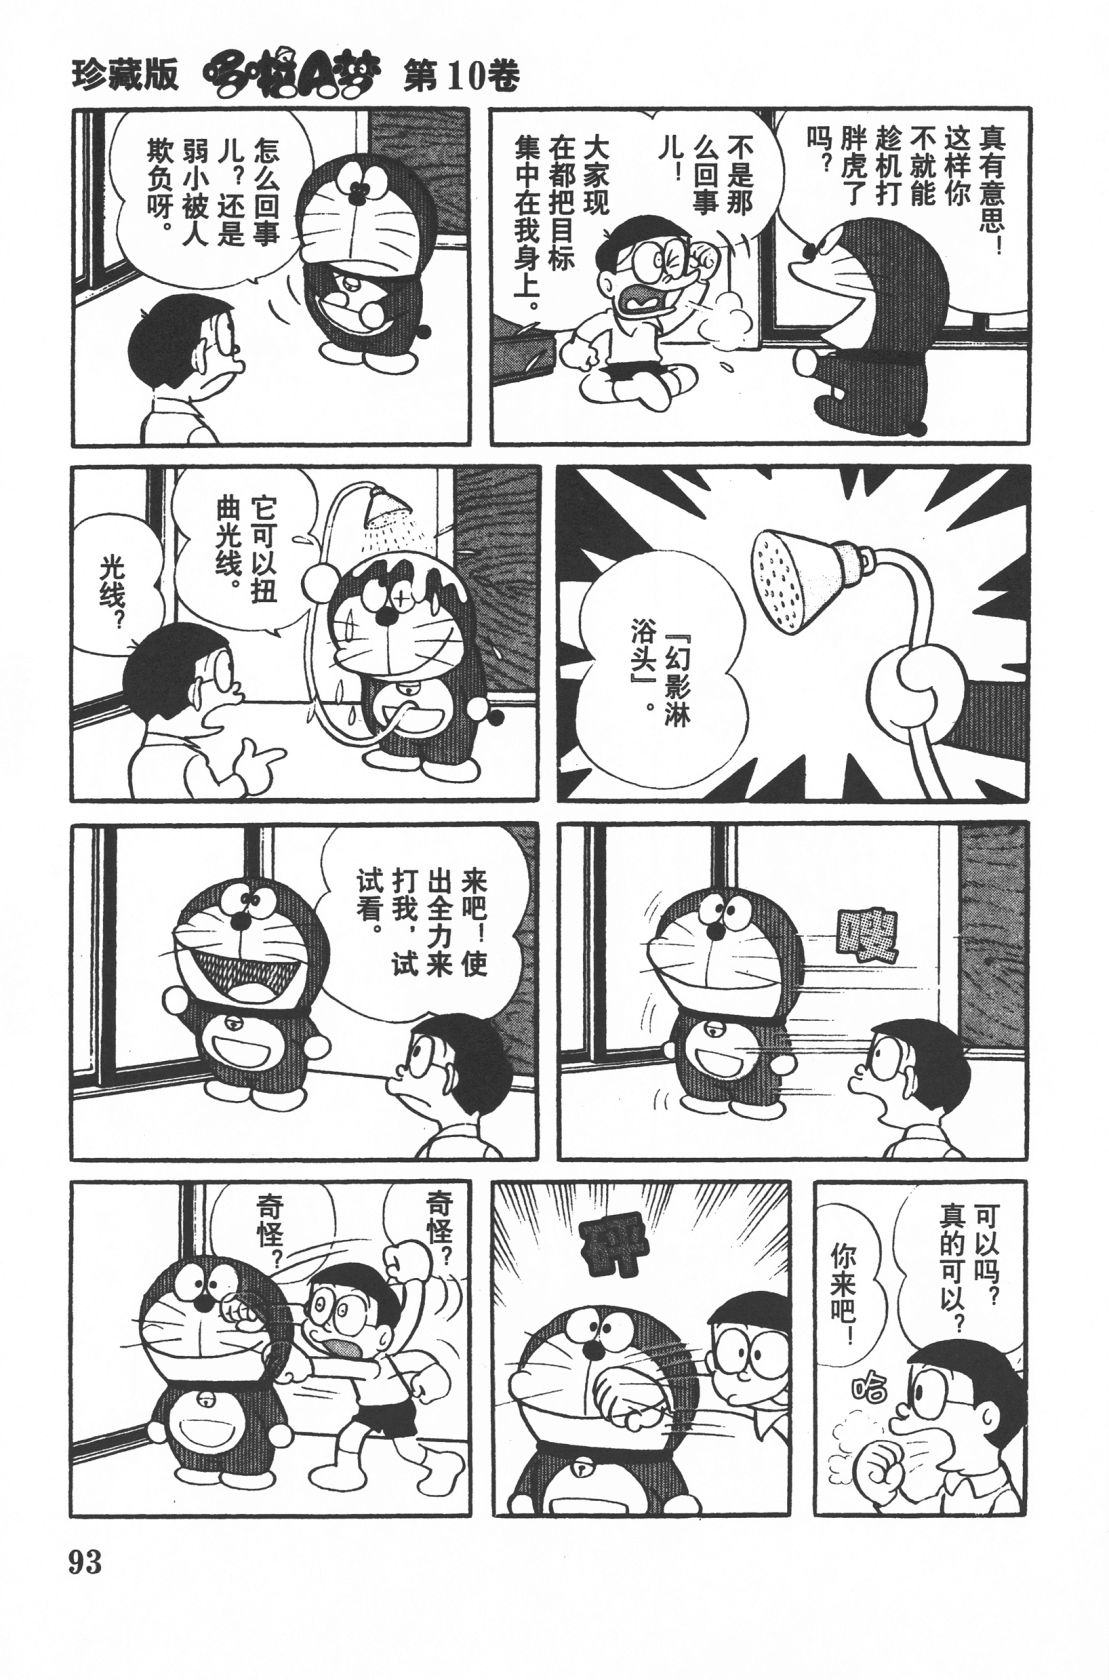 珍藏版 哆啦A梦 第10卷
真有意思！
这样你
不就能
趁机打
胖虎了
吗？
不是那
么回事
儿！
大家现
在都把目标
集中在我身上。
怎么回事
儿？还是
弱小被人
欺负呀。
『幻影淋
浴头』。
它可以扭
曲光线。
光线？
嗖
来吧！使
出全力来
打我，试
试看。
可以吗？
真的可以？
你来吧！
哈
砰
奇怪？
奇怪？
93